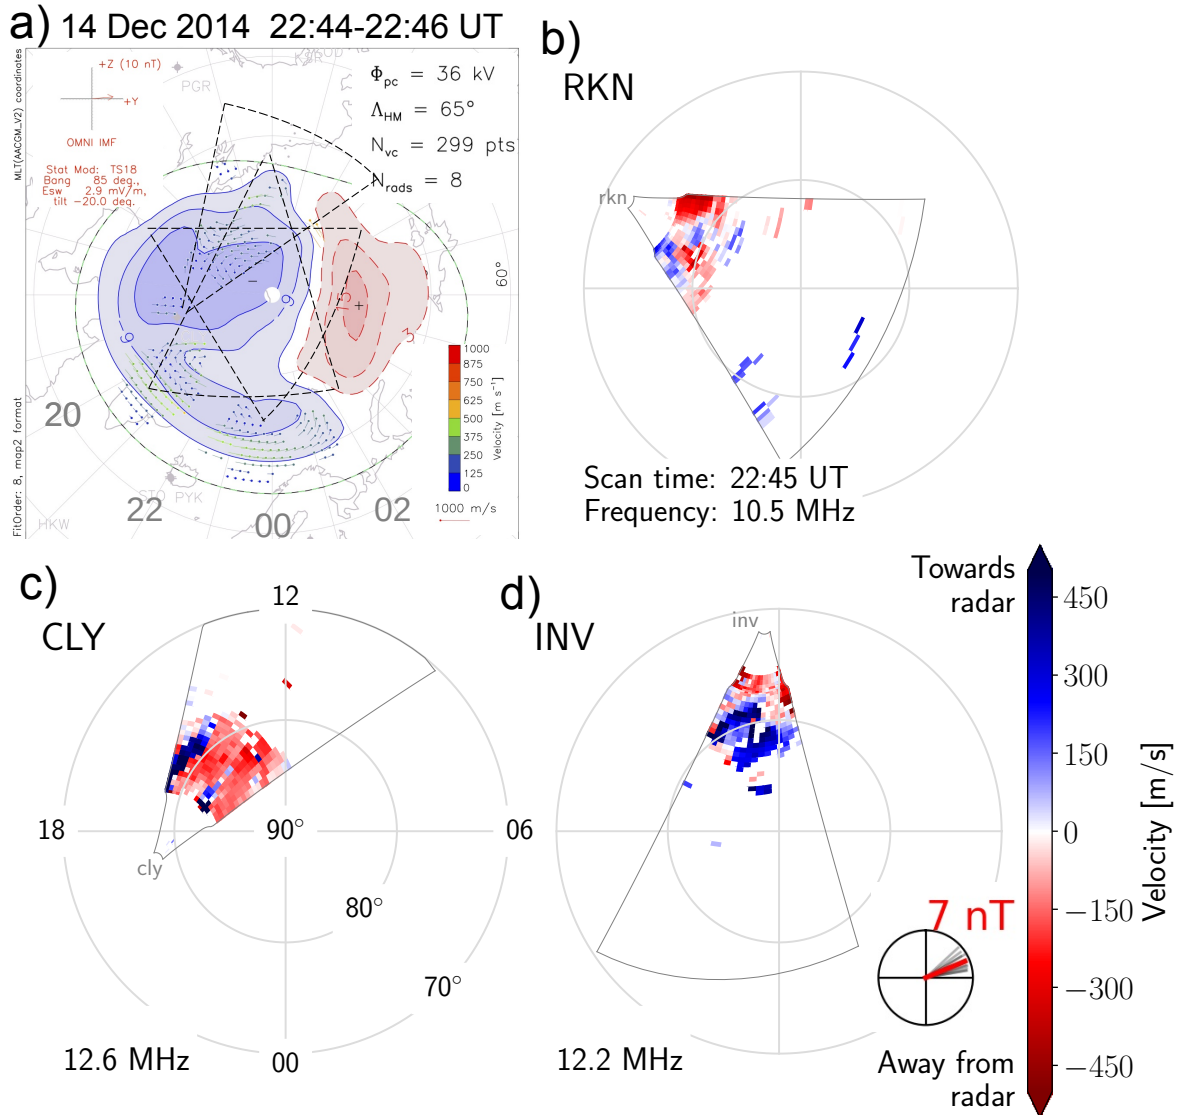 a) 14 Dec 2014 22:44-22:46 UT
MLT(AACGM_V2) coordinates
+Z (10 nT)
+Y
OMNI IMF
Stat Mod: TS18
Bang 85 deg.,
Esw 2.9 mV/m,
tilt -20.0 deg.
PGR
Φpc = 36 kV
ΛHM = 65°
Nvc = 299 pts
Nrads = 8
60°
-
+
9
9
15
3
1000
875
750
625
500
375
250
125
0
Velocity [m s⁻¹]
1000 m/s
20
22
00
02
STO PYK
HKW
FitOrder: 8, map2 format
b)
RKN
rkn
Scan time: 22:45 UT
Frequency: 10.5 MHz
c)
CLY
12
18
90°
06
cly
80°
70°
00
12.6 MHz
d)
INV
inv
12.2 MHz
7 nT
Towards
radar
450
300
150
0
−150
−300
−450
Velocity [m/s]
Away from
radar